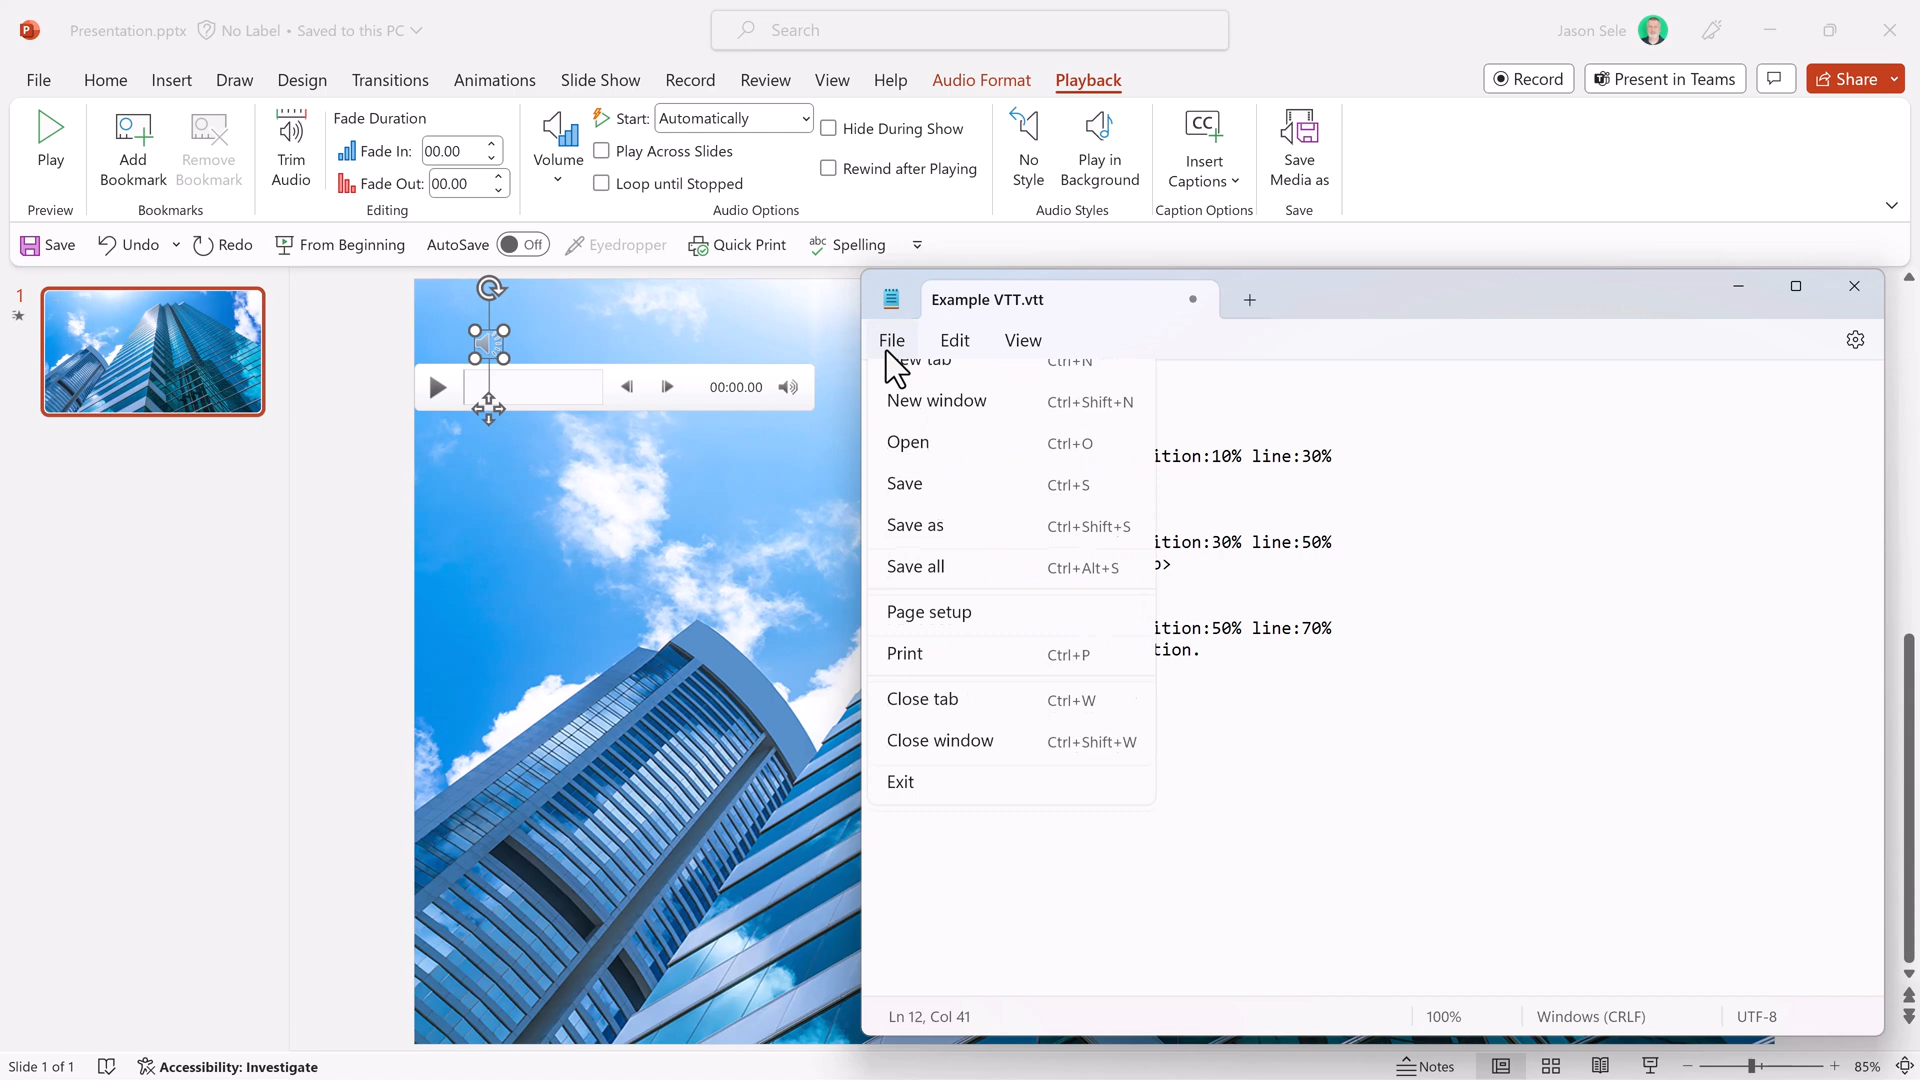 Presentation.pptx No Label • Saved to this PC
Search
Jason Sele
File Home Insert Draw Design Transitions Animations Slide Show Record Review View Help Audio Format Playback
Record Present in Teams Share
Play
Preview
Add Bookmark
Remove Bookmark
Bookmarks
Trim Audio
Fade Duration
Fade In: 00.00
Fade Out: 00.00
Editing
Volume
Start: Automatically
Play Across Slides
Loop until Stopped
Hide During Show
Rewind after Playing
Audio Options
No Style
Play in Background
Audio Styles
CC
Insert Captions
Caption Options
Save Media as
Save
Save Undo Redo From Beginning AutoSave Off Eyedropper Quick Print abc Spelling
1
00:00.00
Example VTT.vtt
File Edit View
New tab Ctrl+N
New window Ctrl+Shift+N
Open Ctrl+O
Save Ctrl+S
Save as Ctrl+Shift+S
Save all Ctrl+Alt+S
Page setup
Print Ctrl+P
Close tab Ctrl+W
Close window Ctrl+Shift+W
Exit
ition:10% line:30%
ition:30% line:50%
>
ition:50% line:70%
tion.
Ln 12, Col 41 100% Windows (CRLF) UTF-8
Slide 1 of 1 Accessibility: Investigate Notes 85%